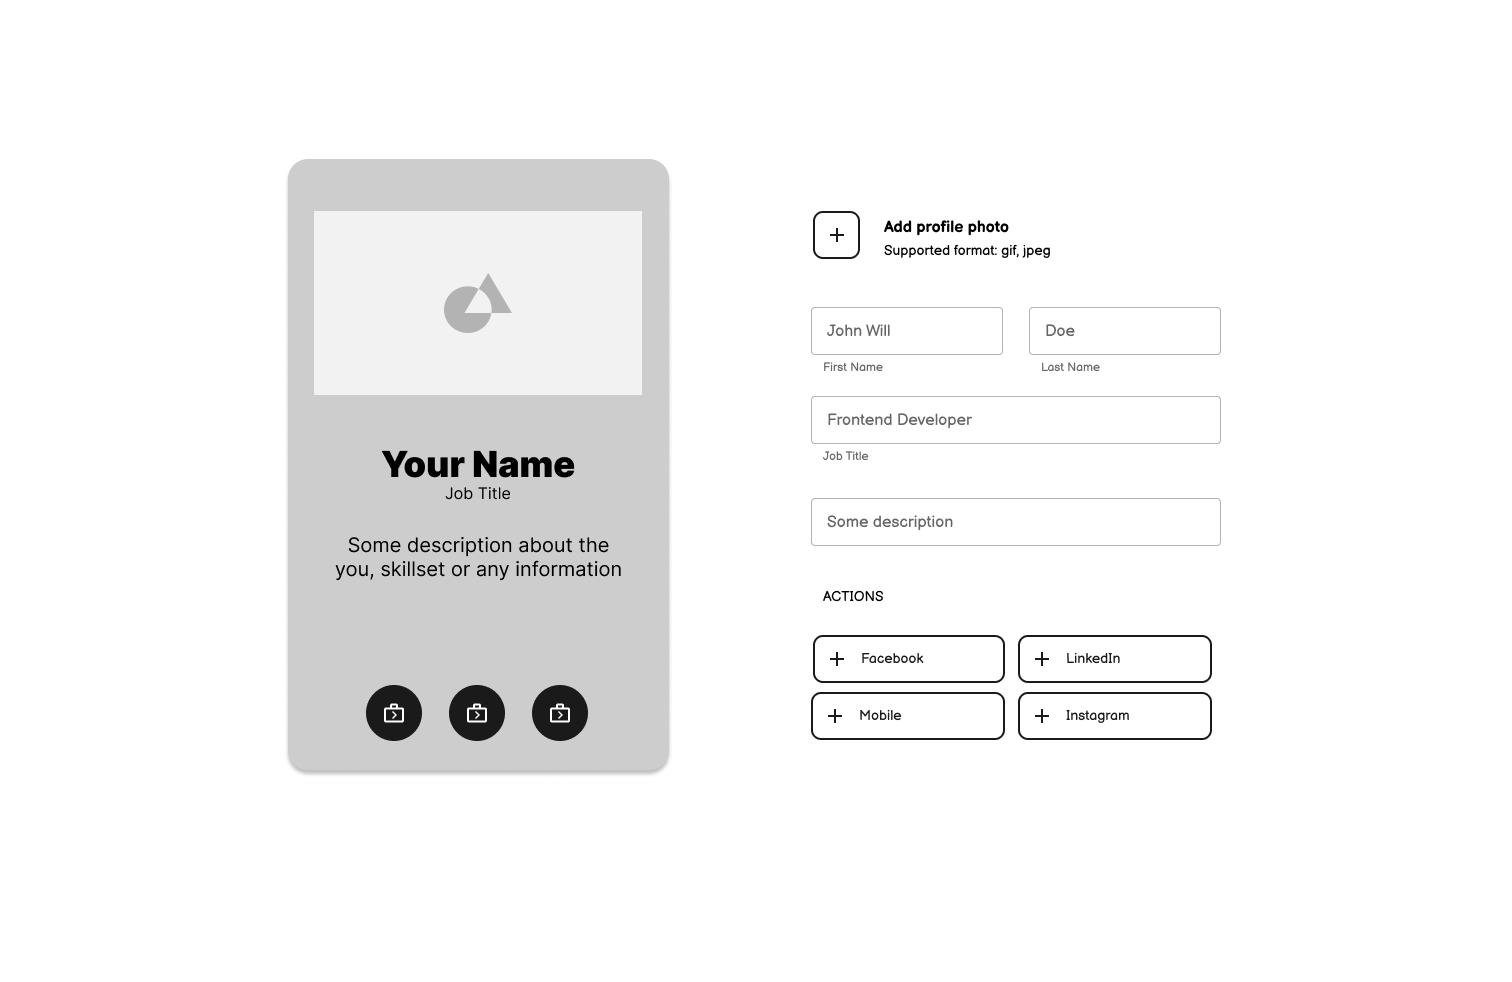 Your Name
Job Title
Some description about the
you, skillset or any information
Add profile photo
Supported format: gif, jpeg
John Will
Doe
First Name
Last Name
Frontend Developer
Job Title
Some description
ACTIONS
Facebook
LinkedIn
Mobile
Instagram